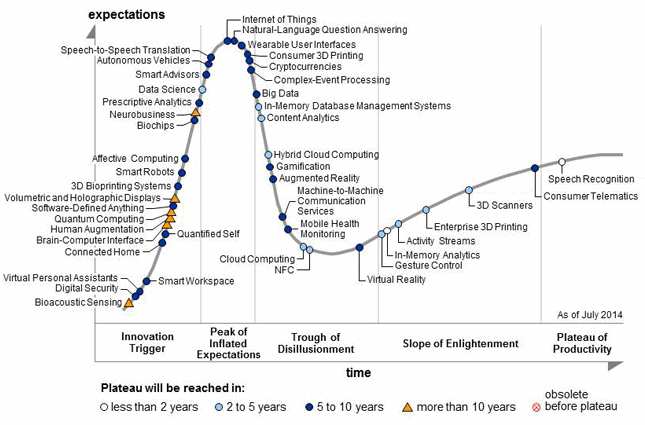 expectations
Internet of Things
Natural-Language Question Answering
Wearable User Interfaces
Speech-to-Speech Translation
Consumer 3D Printing
Autonomous Vehicles
Cryptocurrencies
Smart Advisors
Complex-Event Processing
Data Science
Big Data
Prescriptive Analytics
In-Memory Database Management Systems
Neurobusiness
Content Analytics
Biochips
Hybrid Cloud Computing
Affective Computing
Gamification
Smart Robots
Augmented Reality
3D Bioprinting Systems
Machine-to-Machine
Communication
Services
Volumetric and Holographic Displays
Software-Defined Anything
Quantum Computing
Human Augmentation
Mobile Health
Monitoring
Brain-Computer Interface
Quantified Self
Connected Home
Cloud Computing
NFC
Virtual Personal Assistants
Smart Workspace
Digital Security
Bioacoustic Sensing
Virtual Reality
Gesture Control
In-Memory Analytics
Activity Streams
Enterprise 3D Printing
3D Scanners
Consumer Telematics
Speech Recognition
As of July 2014
Innovation
Trigger
Peak of
Inflated
Expectations
Trough of
Disillusionment
Slope of Enlightenment
Plateau of
Productivity
time
Plateau will be reached in:
less than 2 years
2 to 5 years
5 to 10 years
more than 10 years
obsolete
before plateau